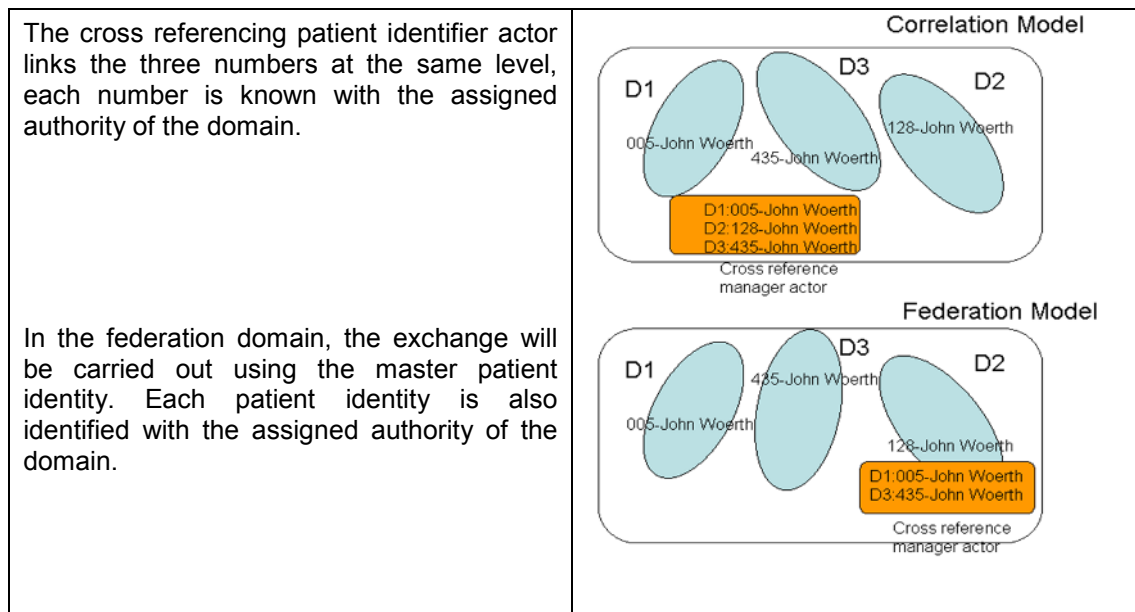 The cross referencing patient identifier actor
links the three numbers at the same level,
each number is known with the assigned
authority of the domain.
In the federation domain, the exchange will
be carried out using the master patient
identity. Each patient identity is also
identified with the assigned authority of the
domain.
Correlation Model
D1
D3
D2
005-John Woerth
435-John Woerth
128-John Woerth
D1:005-John Woerth
D2:128-John Woerth
D3:435-John Woerth
Cross reference
manager actor
Federation Model
D1
D3
D2
435-John Woerth
005-John Woerth
128-John Woerth
D1:005-John Woerth
D3:435-John Woerth
Cross reference
manager actor